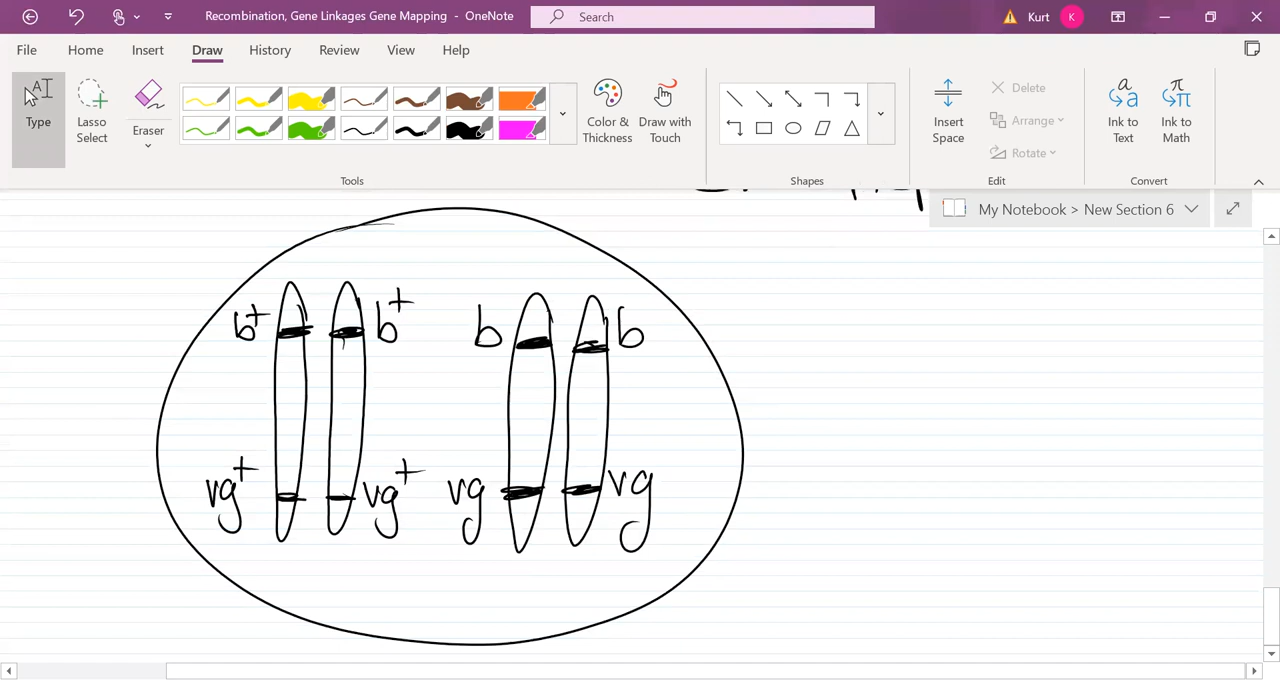 Recombination, Gene Linkages Gene Mapping - OneNote
Search
Kurt
K
File Home Insert Draw History Review View Help
Type
Lasso Select
Eraser
Color & Thickness
Draw with Touch
Insert Space
Delete
Arrange
Rotate
Ink to Text
Ink to Math
Tools
Shapes
Edit
Convert
My Notebook > New Section 6
b+ b+ b b
vg+ vg+ vg vg